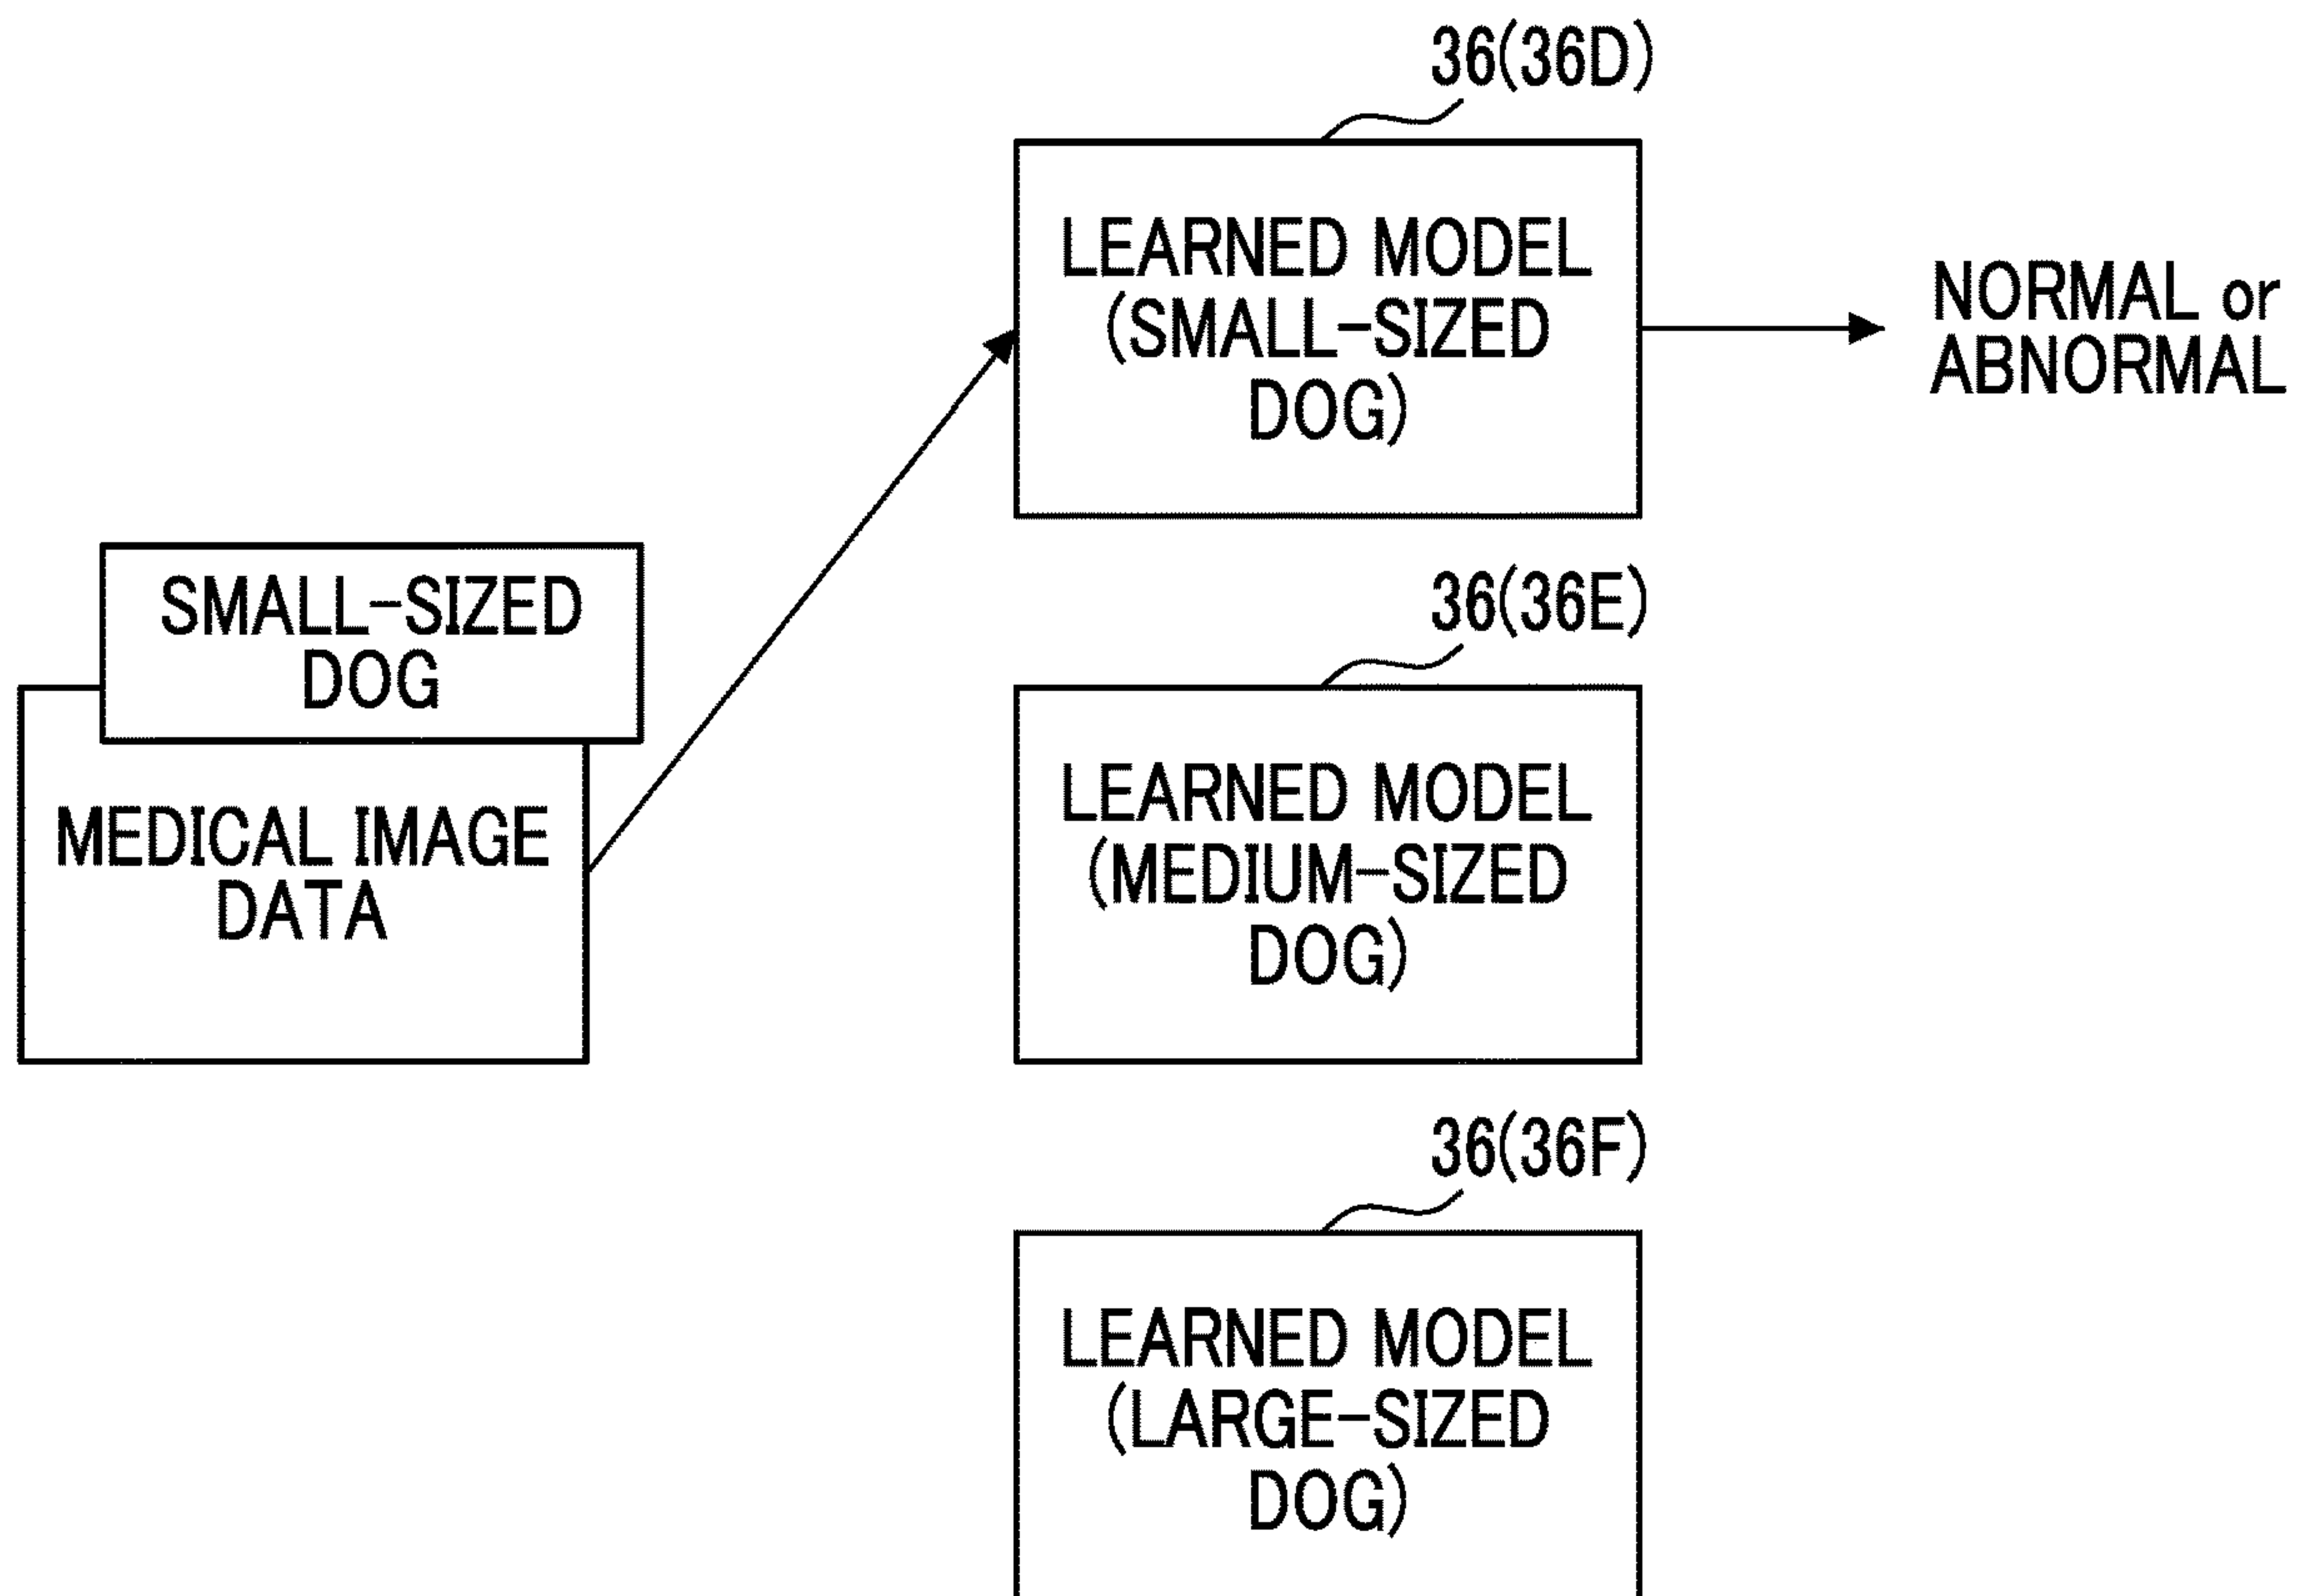 36(36D)
LEARNED MODEL
(SMALL-SIZED
DOG)
NORMAL or
ABNORMAL
SMALL-SIZED
DOG
MEDICAL IMAGE
DATA
36(36E)
LEARNED MODEL
(MEDIUM-SIZED
DOG)
36(36F)
LEARNED MODEL
(LARGE-SIZED
DOG)